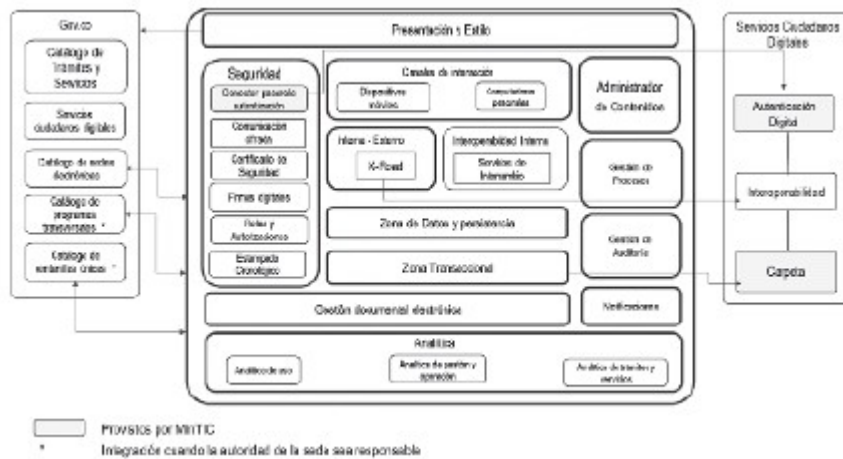 Gov.co
Catálogo de
Trámites y
Servicios
Servicios
ciudadanos digitales
Catálogo de sedes
electrónicas
Catálogo de
programas
transversales *
Catálogo de
ventanillas únicas *
Presentación y Estilo
Seguridad
Conector para la
autenticación
Comunicación
cifrada
Certificado de
Seguridad
Firmas digitales
Roles y
Autorizaciones
Estampado
Cronológico
Canales de interacción
Dispositivos
móviles
Computadores
personales
Interna - Externo
X-Road
Interoperabilidad Interna
Servicios de
Intercambio
Zona de Datos y persistencia
Zona Transaccional
Gestión documental electrónica
Administrador
de Contenidos
Gestión de
Procesos
Gestión de
Auditoría
Notificaciones
Analítica
Analítica de uso
Analítica de gestión y
operación
Analítica de trámites y
servicios
Servicios Ciudadanos
Digitales
Autenticación
Digital
Interoperabilidad
Carpeta
Provistos por MinTIC
* Integración cuando la autoridad de la sede sea responsable